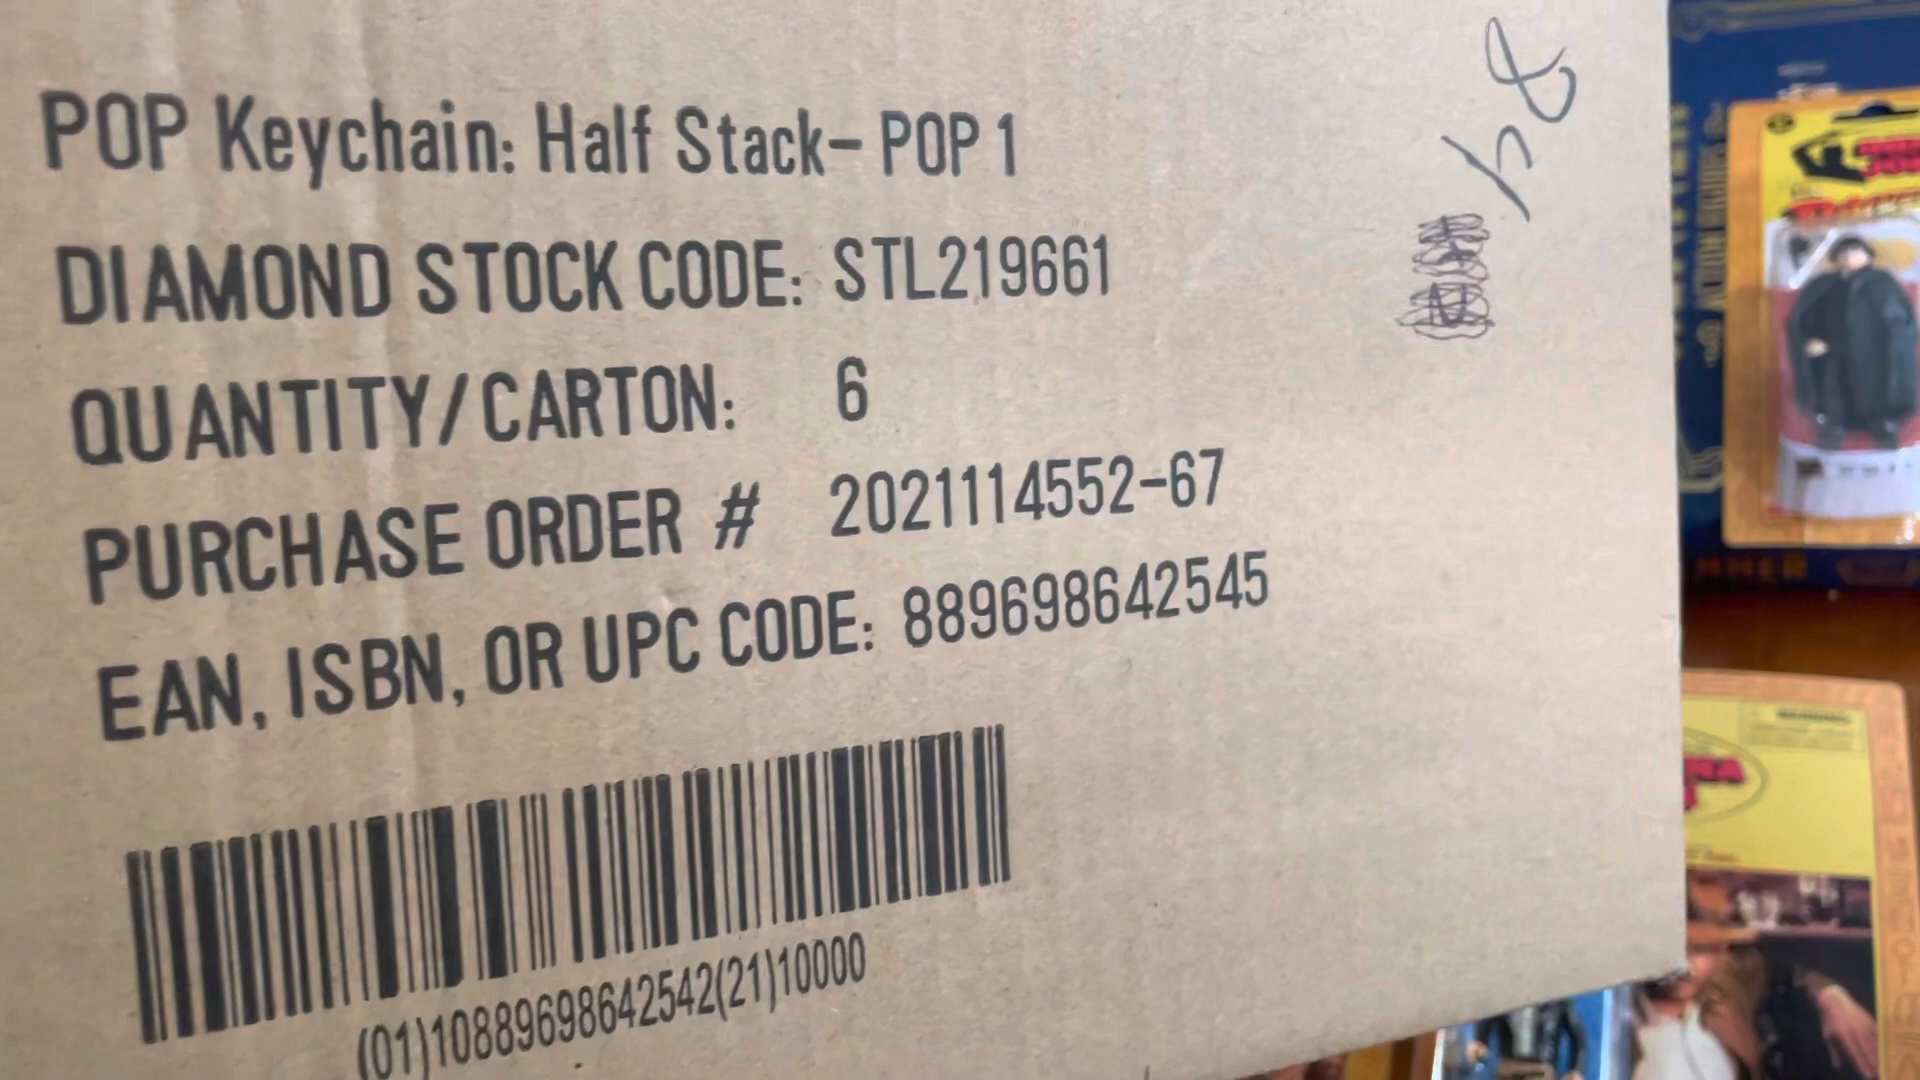 POP Keychain: Half Stack- POP 1
DIAMOND STOCK CODE: STL219661
QUANTITY/CARTON: 6
PURCHASE ORDER # 2021114552-67
EAN, ISBN, OR UPC CODE: 889698642545
(01)10889698642542(21)10000